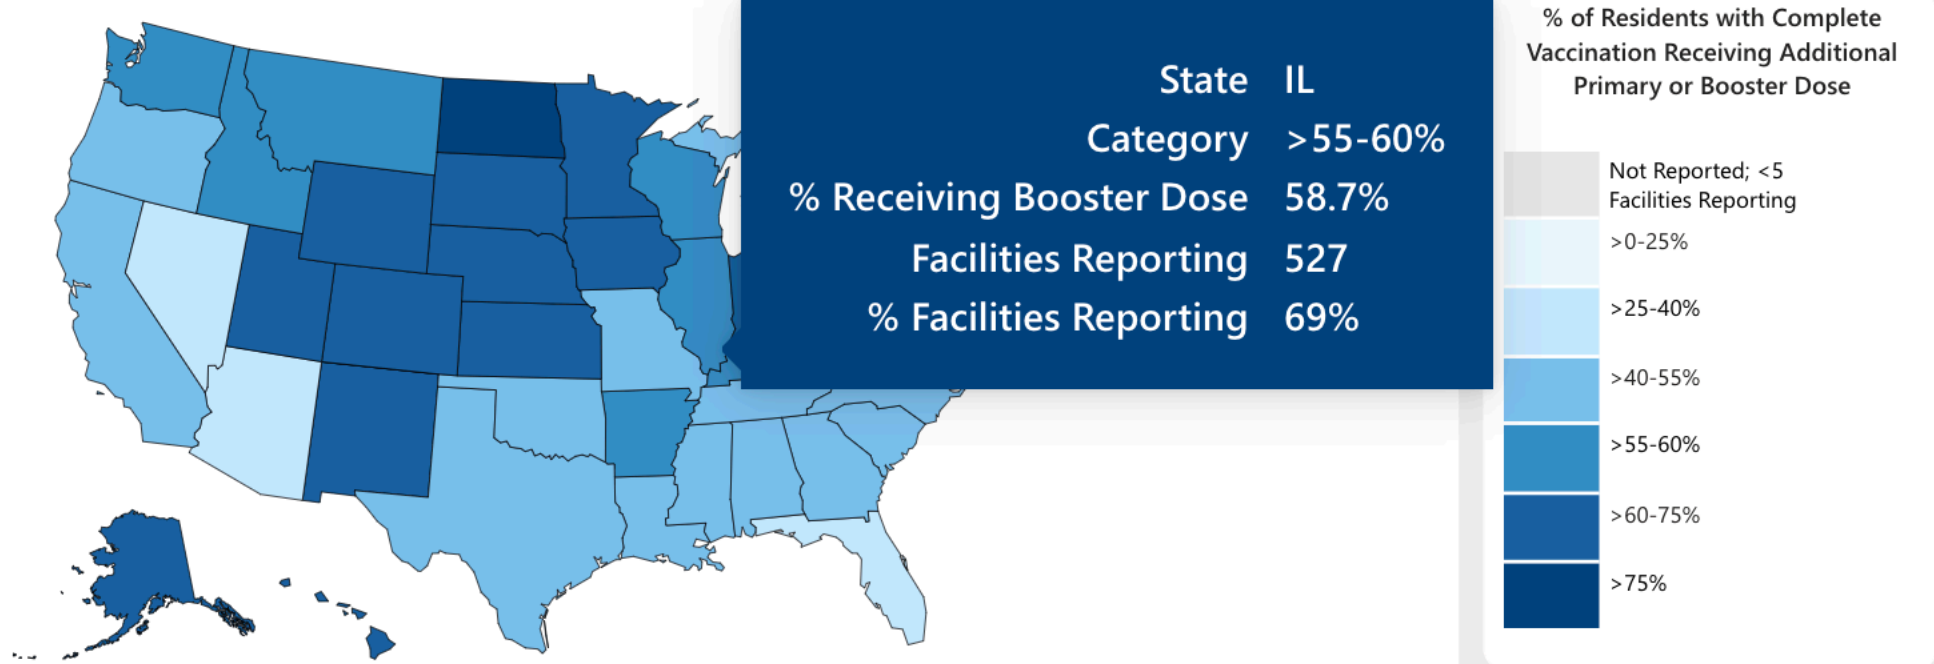 State IL
Category >55-60%
% Receiving Booster Dose 58.7%
Facilities Reporting 527
% Facilities Reporting 69%
% of Residents with Complete
Vaccination Receiving Additional
Primary or Booster Dose
Not Reported; <5
Facilities Reporting
>0-25%
>25-40%
>40-55%
>55-60%
>60-75%
>75%